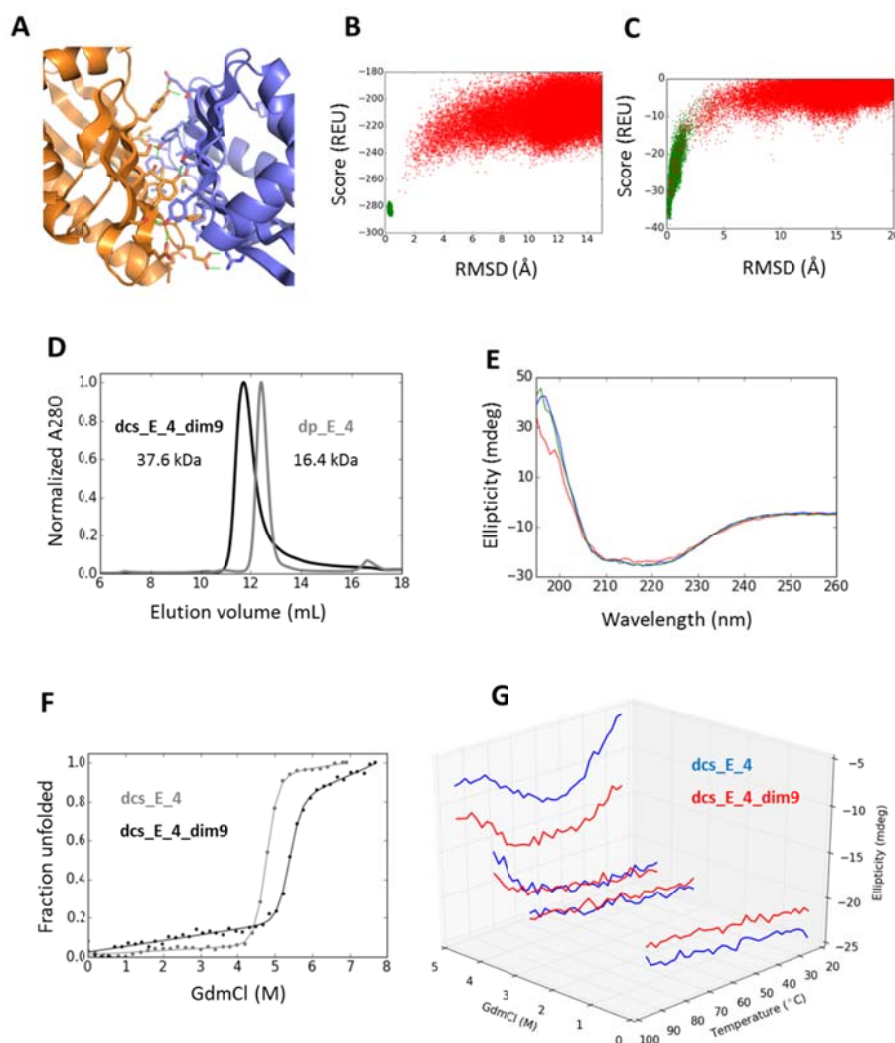 A
B
C
Score (REU)
−180
−200
−220
−240
−260
−280
−300
0 2 4 6 8 10 12 14
RMSD (Å)
Score (REU)
0
−10
−20
−30
−40
0 5 10 15 20
RMSD (Å)
D
E
Normalized A280
1.0
0.8
0.6
0.4
0.2
0.0
dcs_E_4_dim9
37.6 kDa
dp_E_4
16.4 kDa
6 8 10 12 14 16 18
Elution volume (mL)
Ellipticity (mdeg)
50
30
10
−10
−30
200 210 220 230 240 250 260
Wavelength (nm)
F
G
Fraction unfolded
1.0
0.8
0.6
0.4
0.2
0.0
dcs_E_4
dcs_E_4_dim9
0 1 2 3 4 5 6 7 8
GdmCl (M)
dcs_E_4
dcs_E_4_dim9
−5
−10
−15
−20
−25
Ellipticity (mdeg)
5 4 3 2 1 0
GdmCl (M)
100 90 80 70 60 50 40 30 20
Temperature (°C)